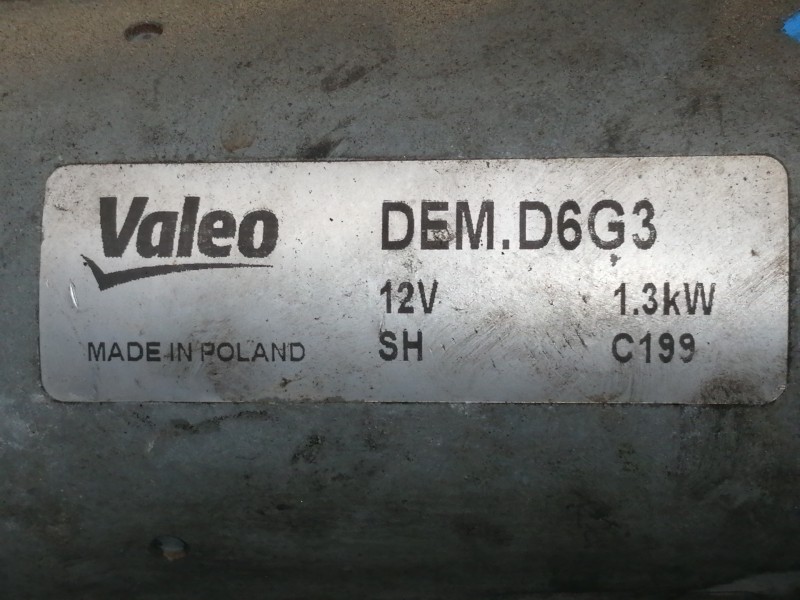 Valeo
DEM.D6G3
12V 1.3kW
MADE IN POLAND
SH C199